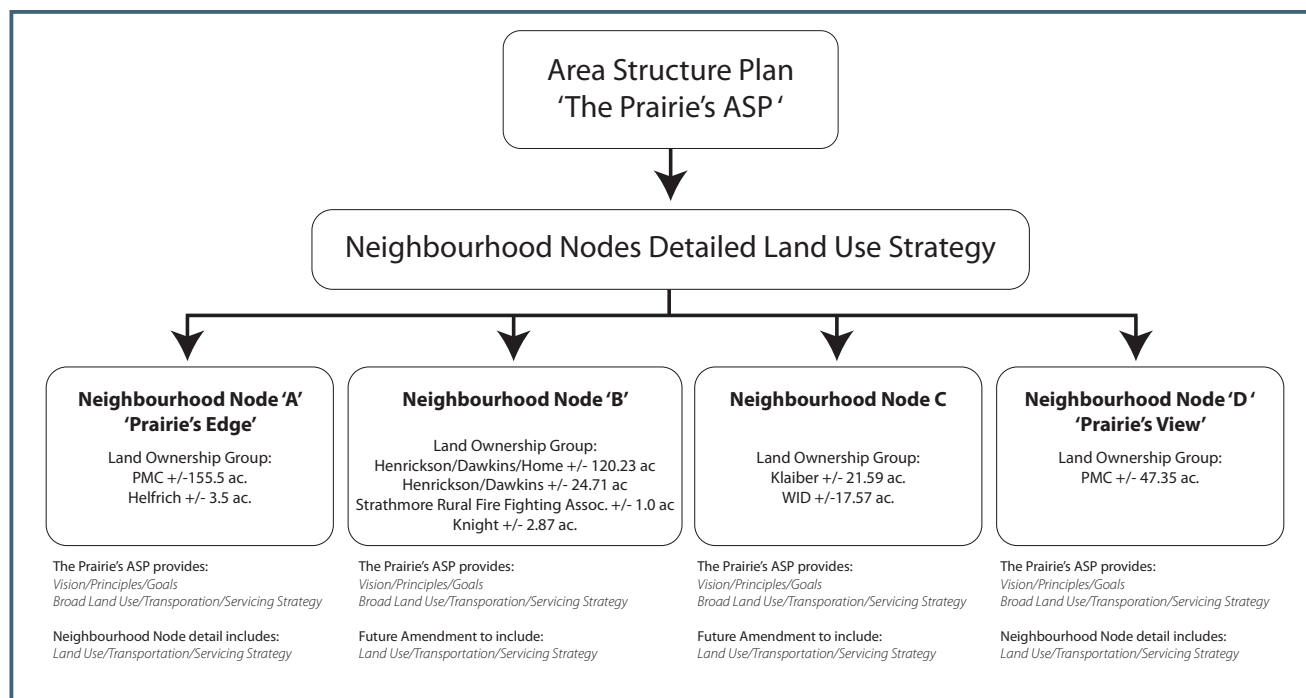 Area Structure Plan
‘The Prairie’s ASP ‘
Neighbourhood Nodes Detailed Land Use Strategy
Neighbourhood Node ‘A’
‘Prairie’s Edge’
Land Ownership Group:
PMC +/-155.5 ac.
Helfrich +/- 3.5 ac.
Neighbourhood Node ‘B’
Land Ownership Group:
Henrickson/Dawkins/Home +/- 120.23 ac
Henrickson/Dawkins +/- 24.71 ac
Strathmore Rural Fire Fighting Assoc. +/- 1.0 ac
Knight +/- 2.87 ac.
Neighbourhood Node C
Land Ownership Group:
Klaiber +/- 21.59 ac.
WID +/-17.57 ac.
Neighbourhood Node ‘D ‘
‘Prairie’s View’
Land Ownership Group:
PMC +/- 47.35 ac.
The Prairie’s ASP provides:
Vision/Principles/Goals
Broad Land Use/Transporation/Servicing Strategy
Neighbourhood Node detail includes:
Land Use/Transportation/Servicing Strategy
The Prairie’s ASP provides:
Vision/Principles/Goals
Broad Land Use/Transporation/Servicing Strategy
Future Amendment to include:
Land Use/Transportation/Servicing Strategy
The Prairie’s ASP provides:
Vision/Principles/Goals
Broad Land Use/Transporation/Servicing Strategy
Future Amendment to include:
Land Use/Transportation/Servicing Strategy
The Prairie’s ASP provides:
Vision/Principles/Goals
Broad Land Use/Transporation/Servicing Strategy
Neighbourhood Node detail includes:
Land Use/Transportation/Servicing Strategy